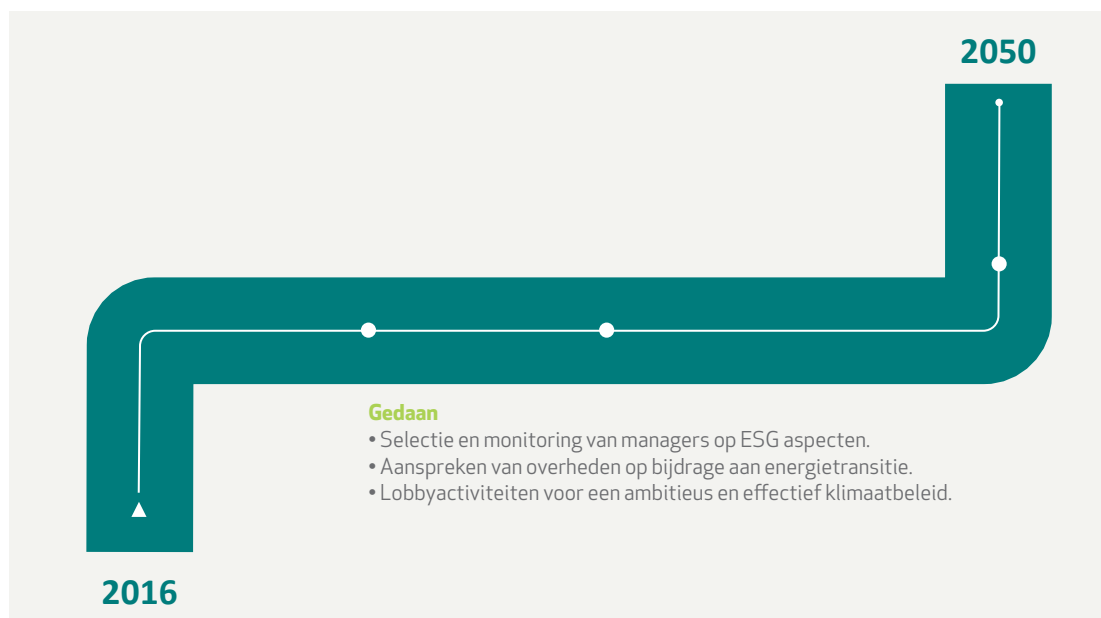 2050
Gedaan
• Selectie en monitoring van managers op ESG aspecten.
• Aanspreken van overheden op bijdrage aan energietransitie.
• Lobbyactiviteiten voor een ambitieus en effectief klimaatbeleid.
2016